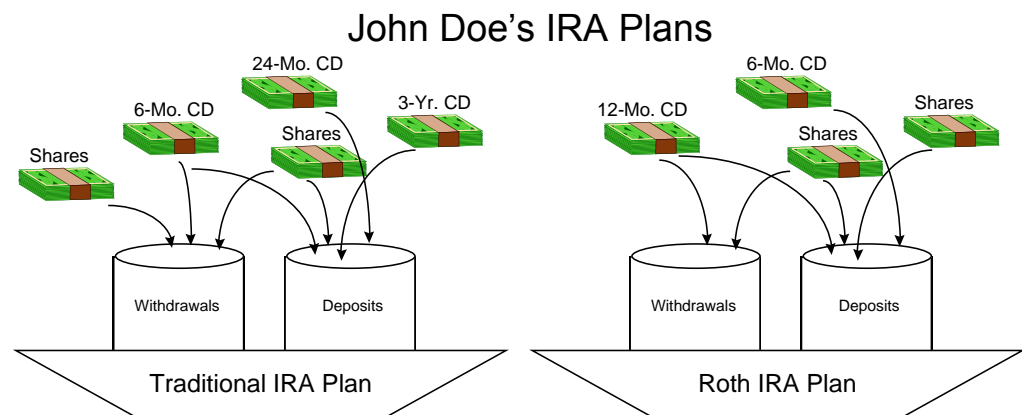 John Doe’s IRA Plans
24-Mo. CD
6-Mo. CD
3-Yr. CD
Shares
Shares
Withdrawals
Deposits
Traditional IRA Plan
6-Mo. CD
12-Mo. CD
Shares
Shares
Withdrawals
Deposits
Roth IRA Plan